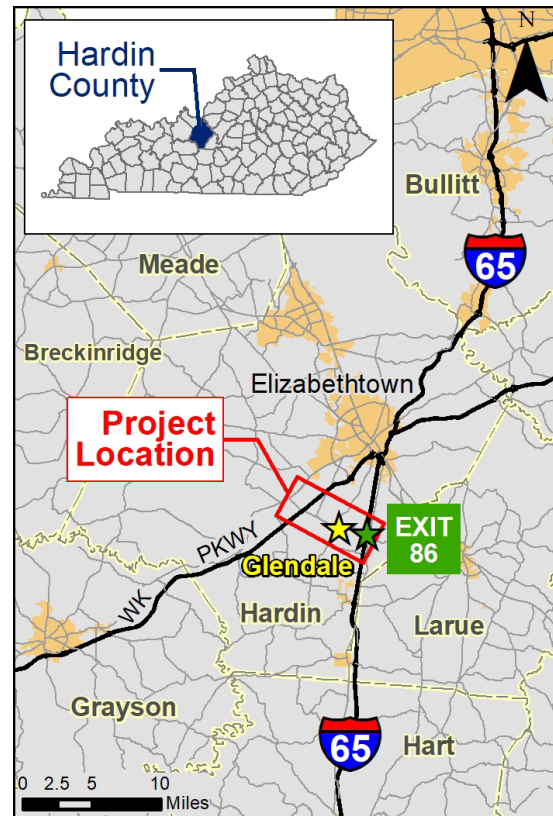 N
Hardin
County
Bullitt
65
Meade
Breckinridge
Elizabethtown
Project
Location
EXIT
86
PKWY
Glendale
WK
Hardin
Larue
Grayson
65
Hart
0 2.5 5 10
Miles